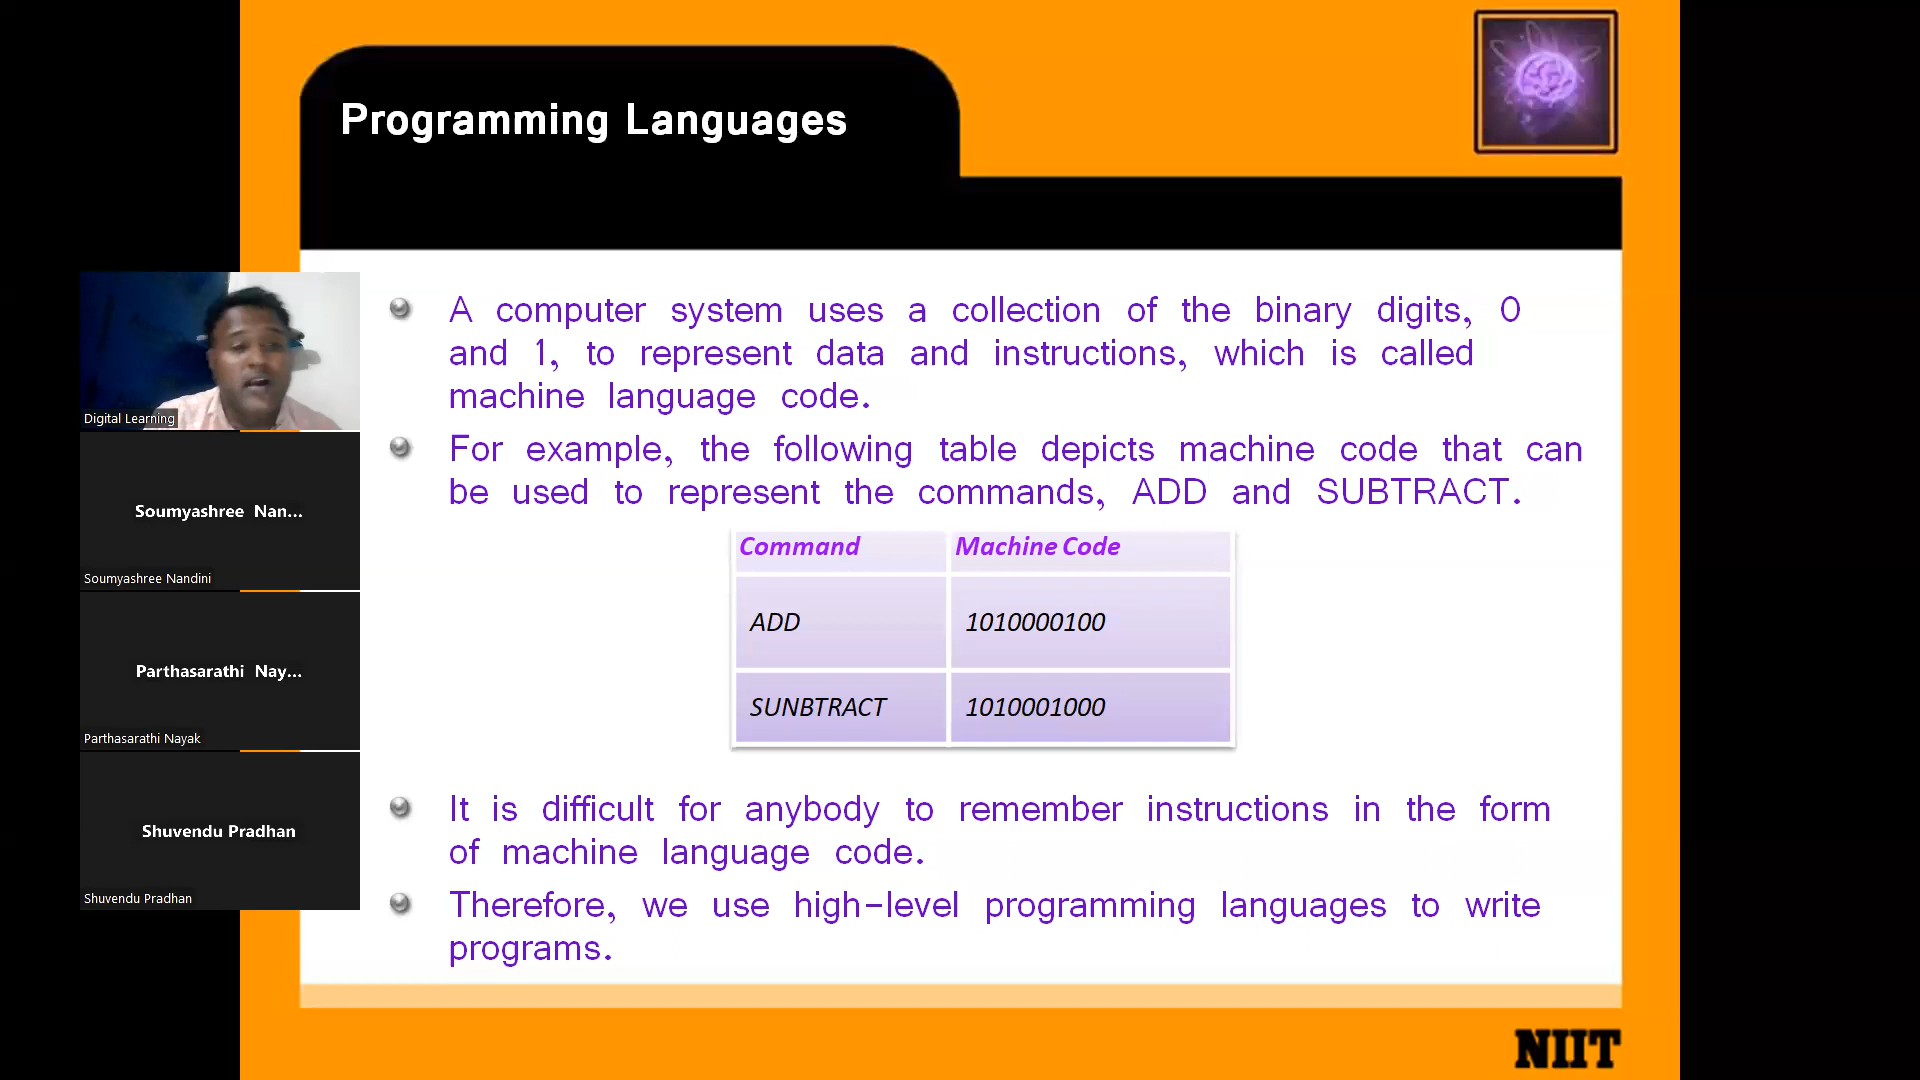 Programming Languages
A computer system uses a collection of the binary digits, 0
and 1, to represent data and instructions, which is called
machine language code.
For example, the following table depicts machine code that can
be used to represent the commands, ADD and SUBTRACT.
Command Machine Code
ADD 1010000100
SUNBTRACT 1010001000
It is difficult for anybody to remember instructions in the form
of machine language code.
Therefore, we use high-level programming languages to write
programs.
NIIT
Digital Learning
Soumyashree Nan...
Soumyashree Nandini
Parthasarathi Nay...
Parthasarathi Nayak
Shuvendu Pradhan
Shuvendu Pradhan